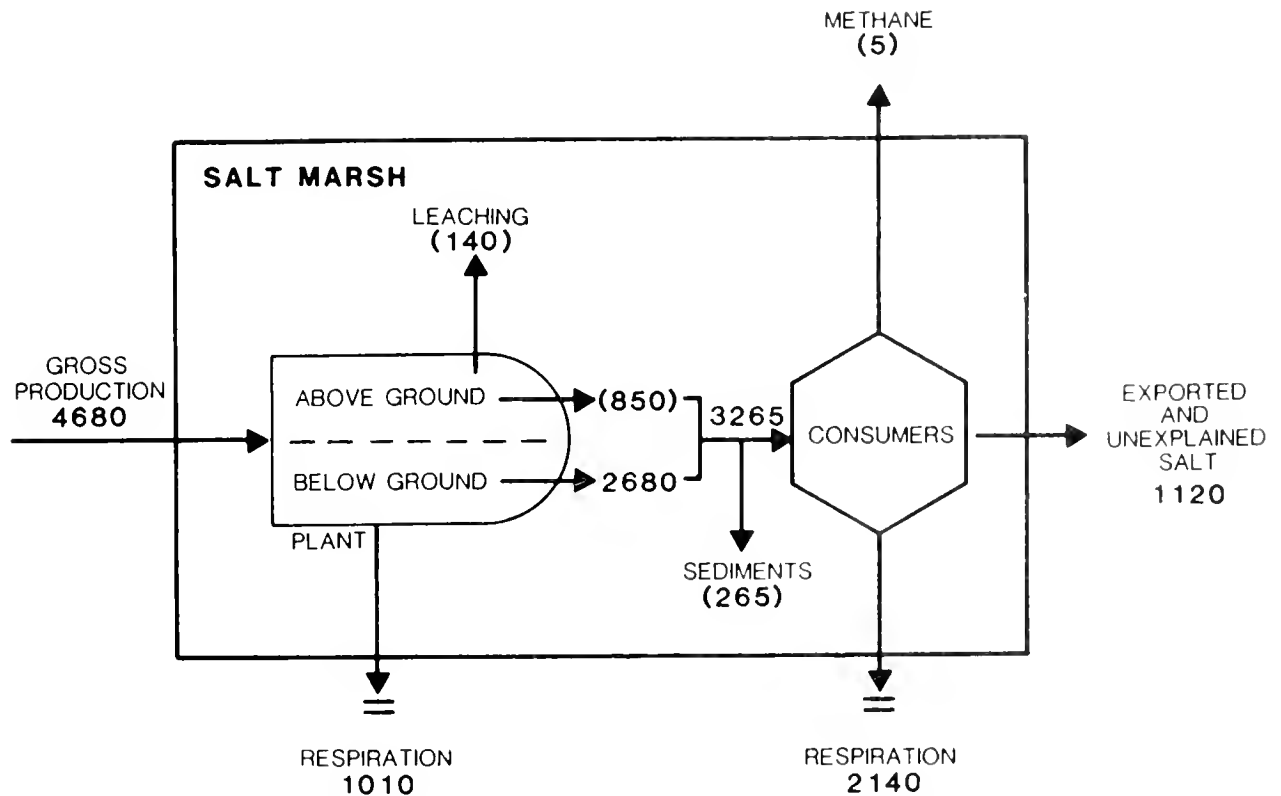 METHANE
(5)
SALT MARSH
LEACHING
(140)
GROSS
PRODUCTION
4680
ABOVE GROUND
(850)
3265
CONSUMERS
EXPORTED
AND
UNEXPLAINED
SALT
1120
BELOW GROUND
2680
PLANT
SEDIMENTS
(265)
RESPIRATION
1010
RESPIRATION
2140